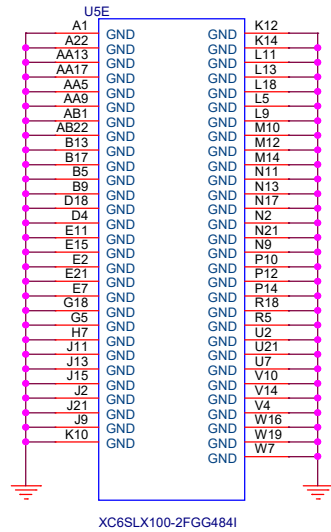 U5E
A1 GND GND K12
A22 GND GND K14
AA13 GND GND L11
AA17 GND GND L13
AA5 GND GND L18
AA9 GND GND L5
AB1 GND GND L9
AB22 GND GND M10
B13 GND GND M12
B17 GND GND M14
B5 GND GND N11
B9 GND GND N13
D18 GND GND N17
D4 GND GND N2
E11 GND GND N21
E15 GND GND N9
E2 GND GND P10
E21 GND GND P12
E7 GND GND P14
G18 GND GND R18
G5 GND GND R5
H7 GND GND U2
J11 GND GND U21
J13 GND GND U7
J15 GND GND V10
J2 GND GND V14
J21 GND GND V4
J9 GND GND W16
K10 GND GND W19
GND W7
XC6SLX100-2FGG484I